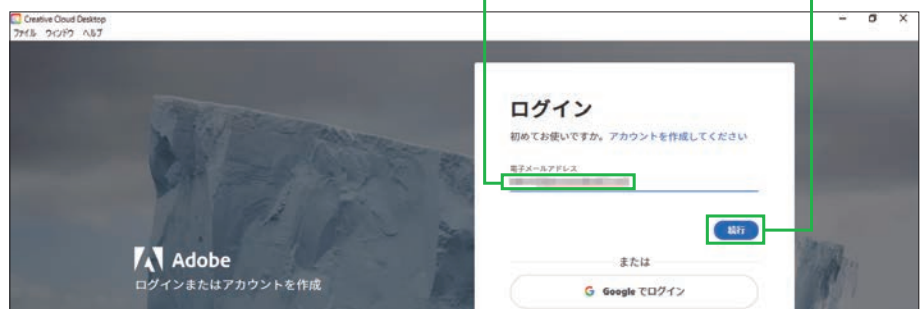 Creative Cloud Desktop
ファイル ウィンドウ ヘルプ
ログイン
初めてお使いですか。アカウントを作成してください
電子メールアドレス
続行
または
Google でログイン
Adobe
ログインまたはアカウントを作成